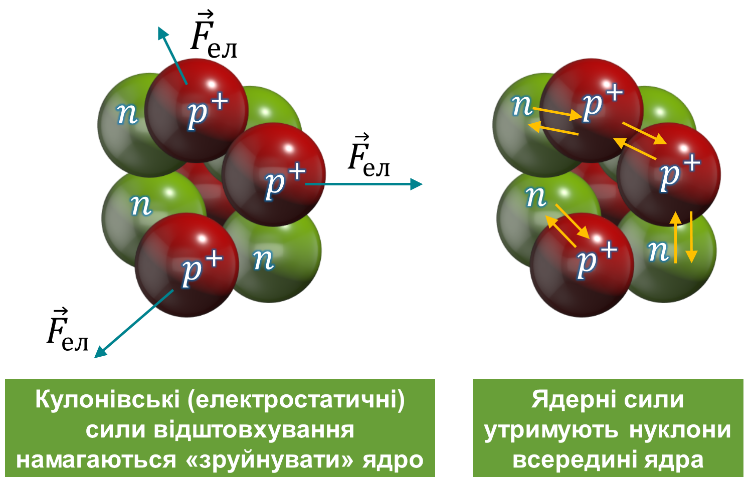 F⃗ел
n
p⁺
p⁺
F⃗ел
n
n
p⁺
F⃗ел
n
p⁺
p⁺
n
n
p⁺
Кулонівські (електростатичні)
сили відштовхування
намагаються «зруйнувати» ядро
Ядерні сили
утримують нуклони
всередині ядра